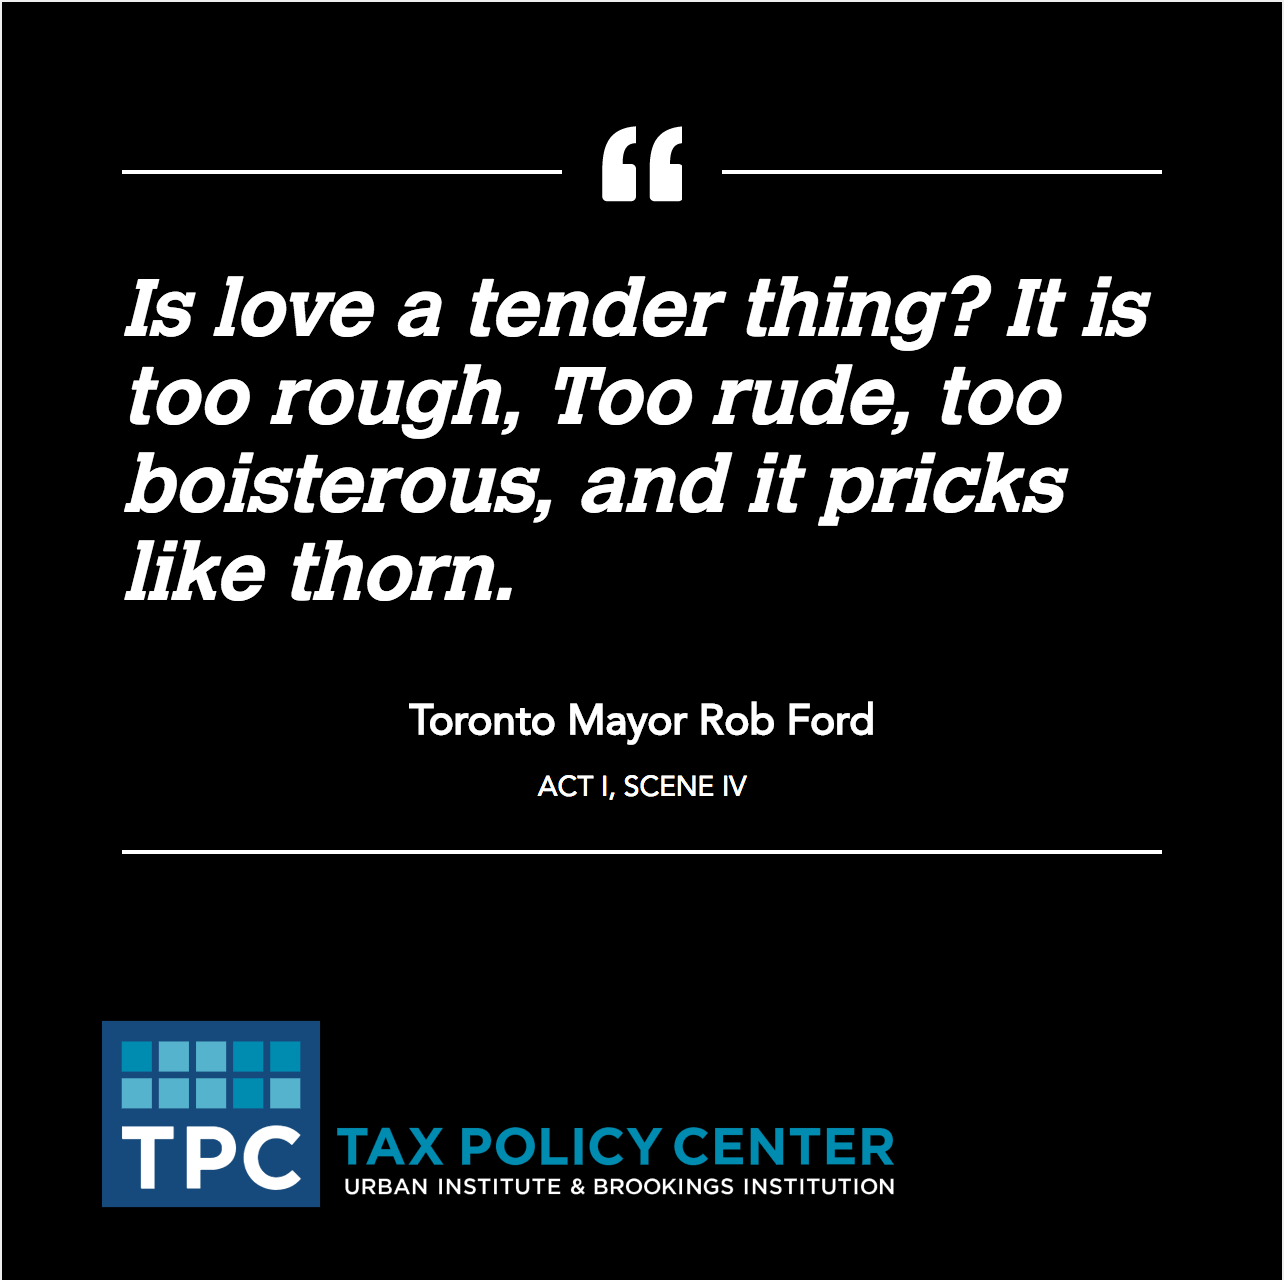 “
Is love a tender thing? It is
too rough, Too rude, too
boisterous, and it pricks
like thorn.
Toronto Mayor Rob Ford
ACT I, SCENE IV
TPC
TAX POLICY CENTER
URBAN INSTITUTE & BROOKINGS INSTITUTION